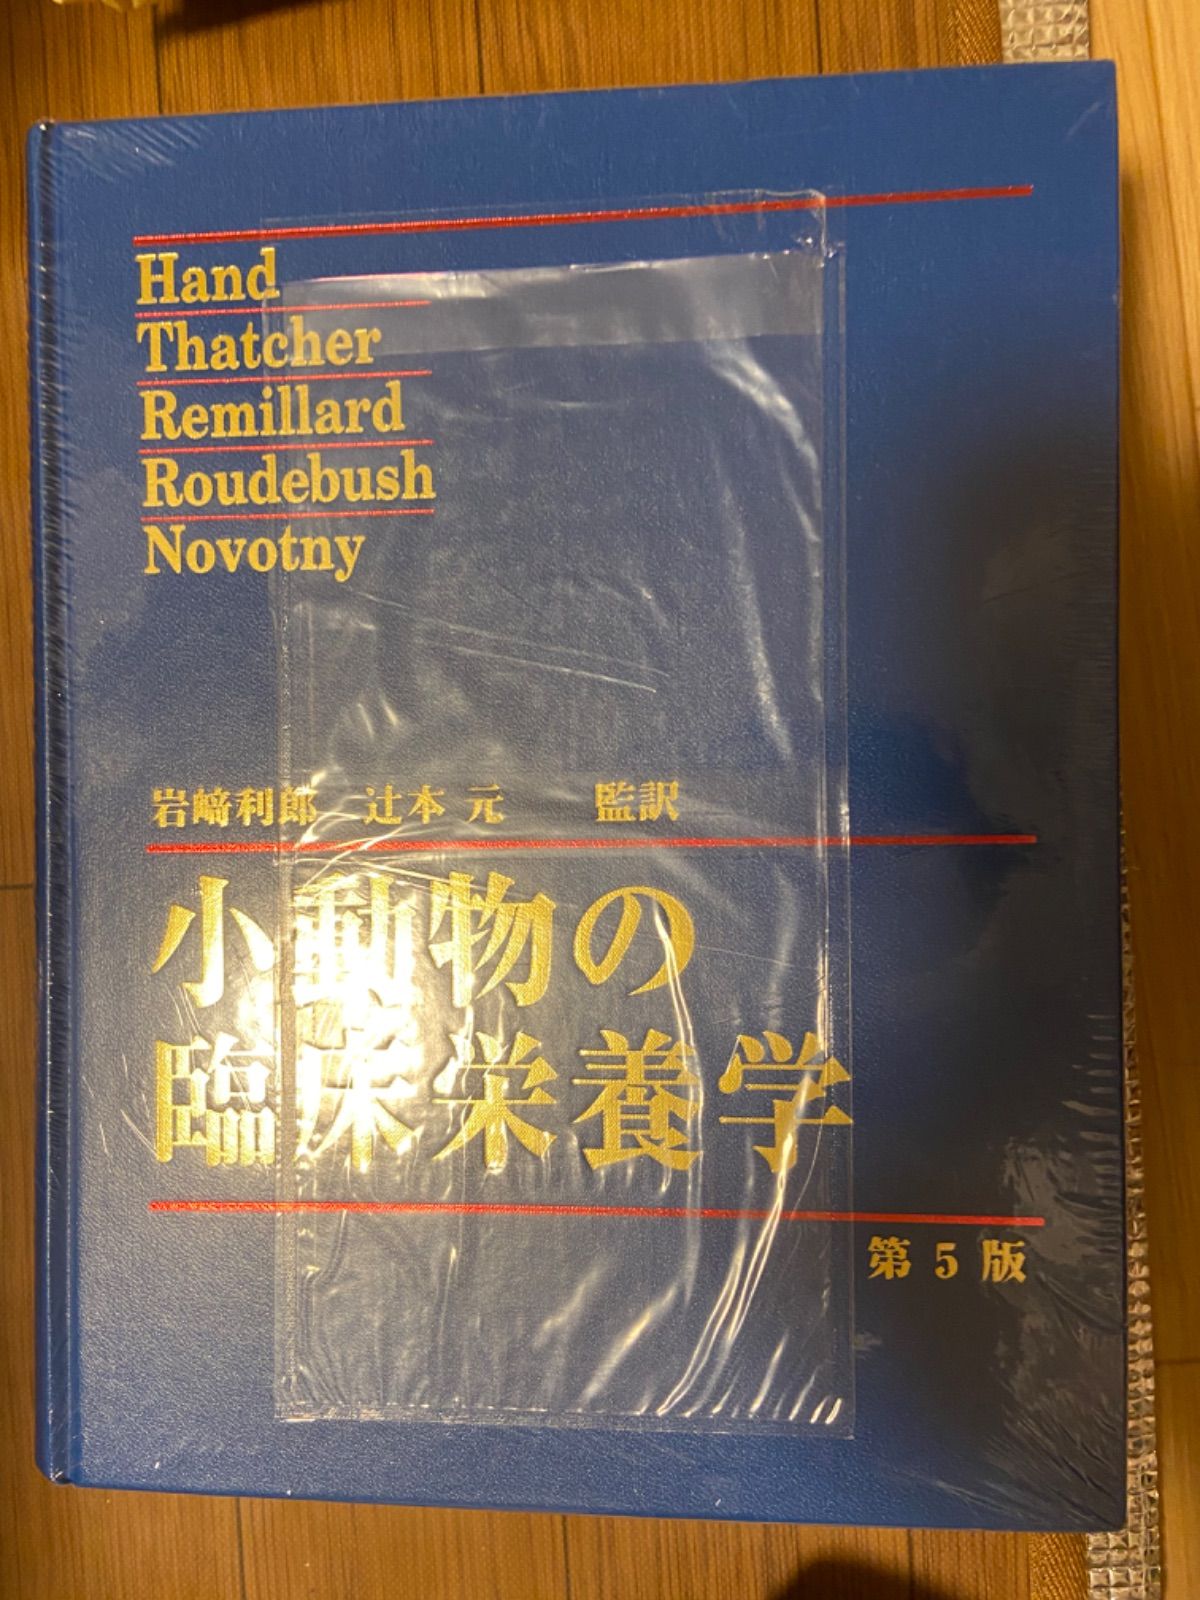 Hand
Thatcher
Remillard
Roudebush
Novotny
岩﨑利郎 辻本 元 監訳
小動物の
臨床栄養学
第5版